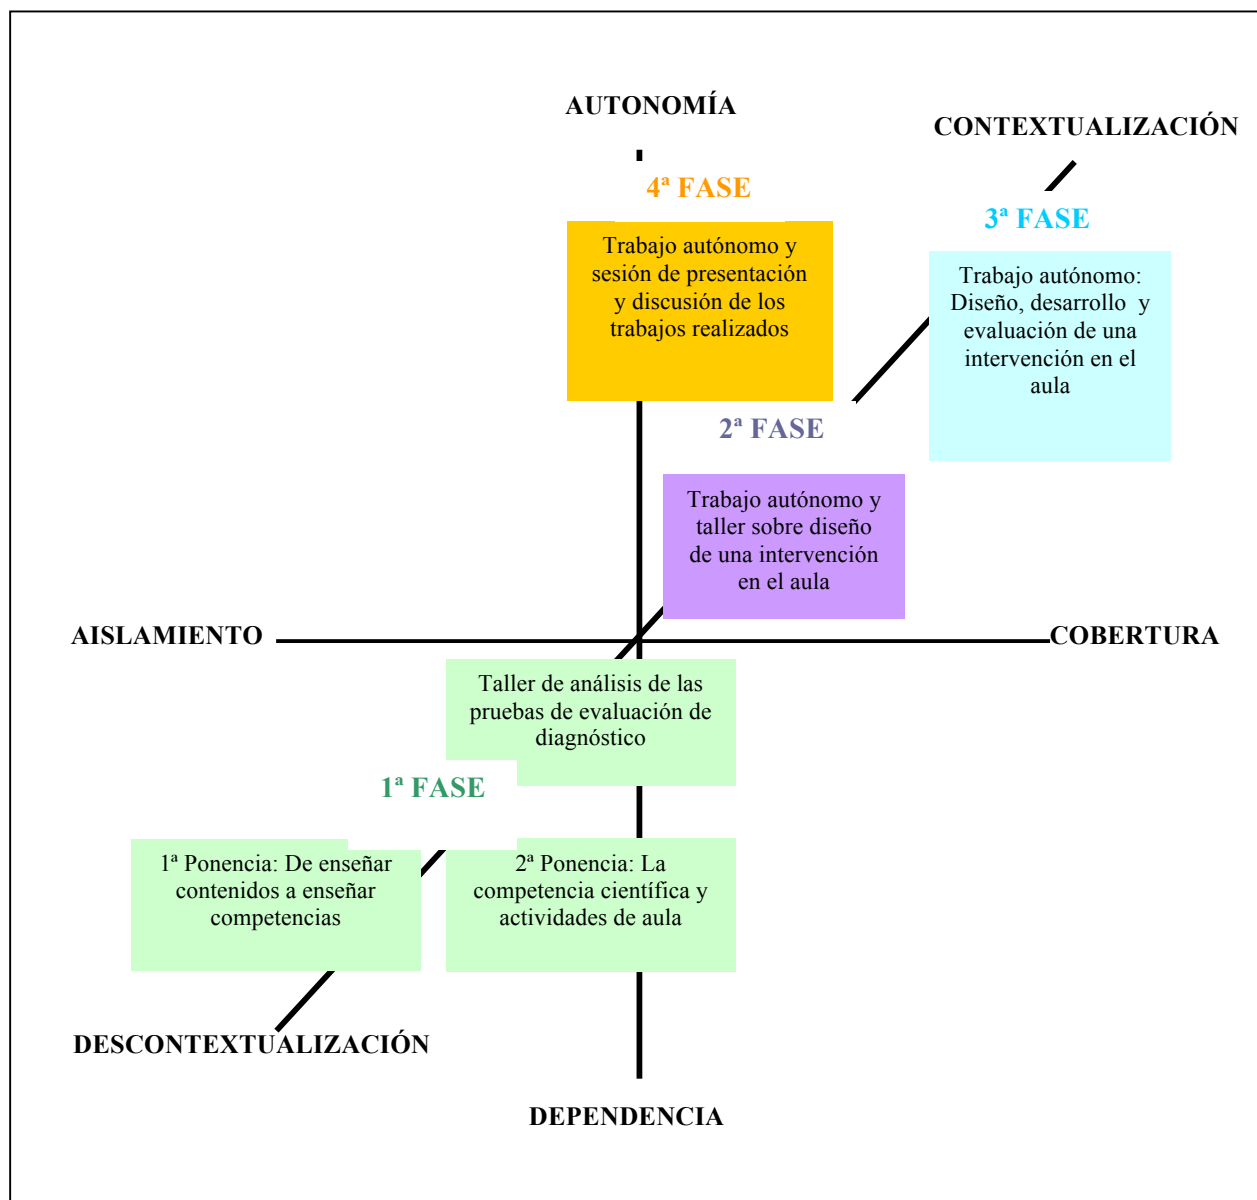 AUTONOMÍA
CONTEXTUALIZACIÓN
4ª FASE
Trabajo autónomo y
sesión de presentación
y discusión de los
trabajos realizados
3ª FASE
Trabajo autónomo:
Diseño, desarrollo y
evaluación de una
intervención en el
aula
2ª FASE
Trabajo autónomo y
taller sobre diseño
de una intervención
en el aula
AISLAMIENTO
COBERTURA
Taller de análisis de las
pruebas de evaluación de
diagnóstico
1ª FASE
1ª Ponencia: De enseñar
contenidos a enseñar
competencias
2ª Ponencia: La
competencia científica y
actividades de aula
DESCONTEXTUALIZACIÓN
DEPENDENCIA